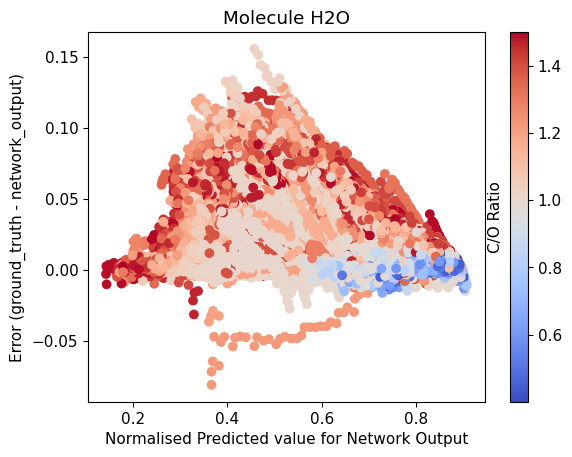 Molecule H2O
Error (ground_truth - network_output)
0.15
0.10
0.05
0.00
−0.05
0.2 0.4 0.6 0.8
Normalised Predicted value for Network Output
C/O Ratio
1.4
1.2
1.0
0.8
0.6